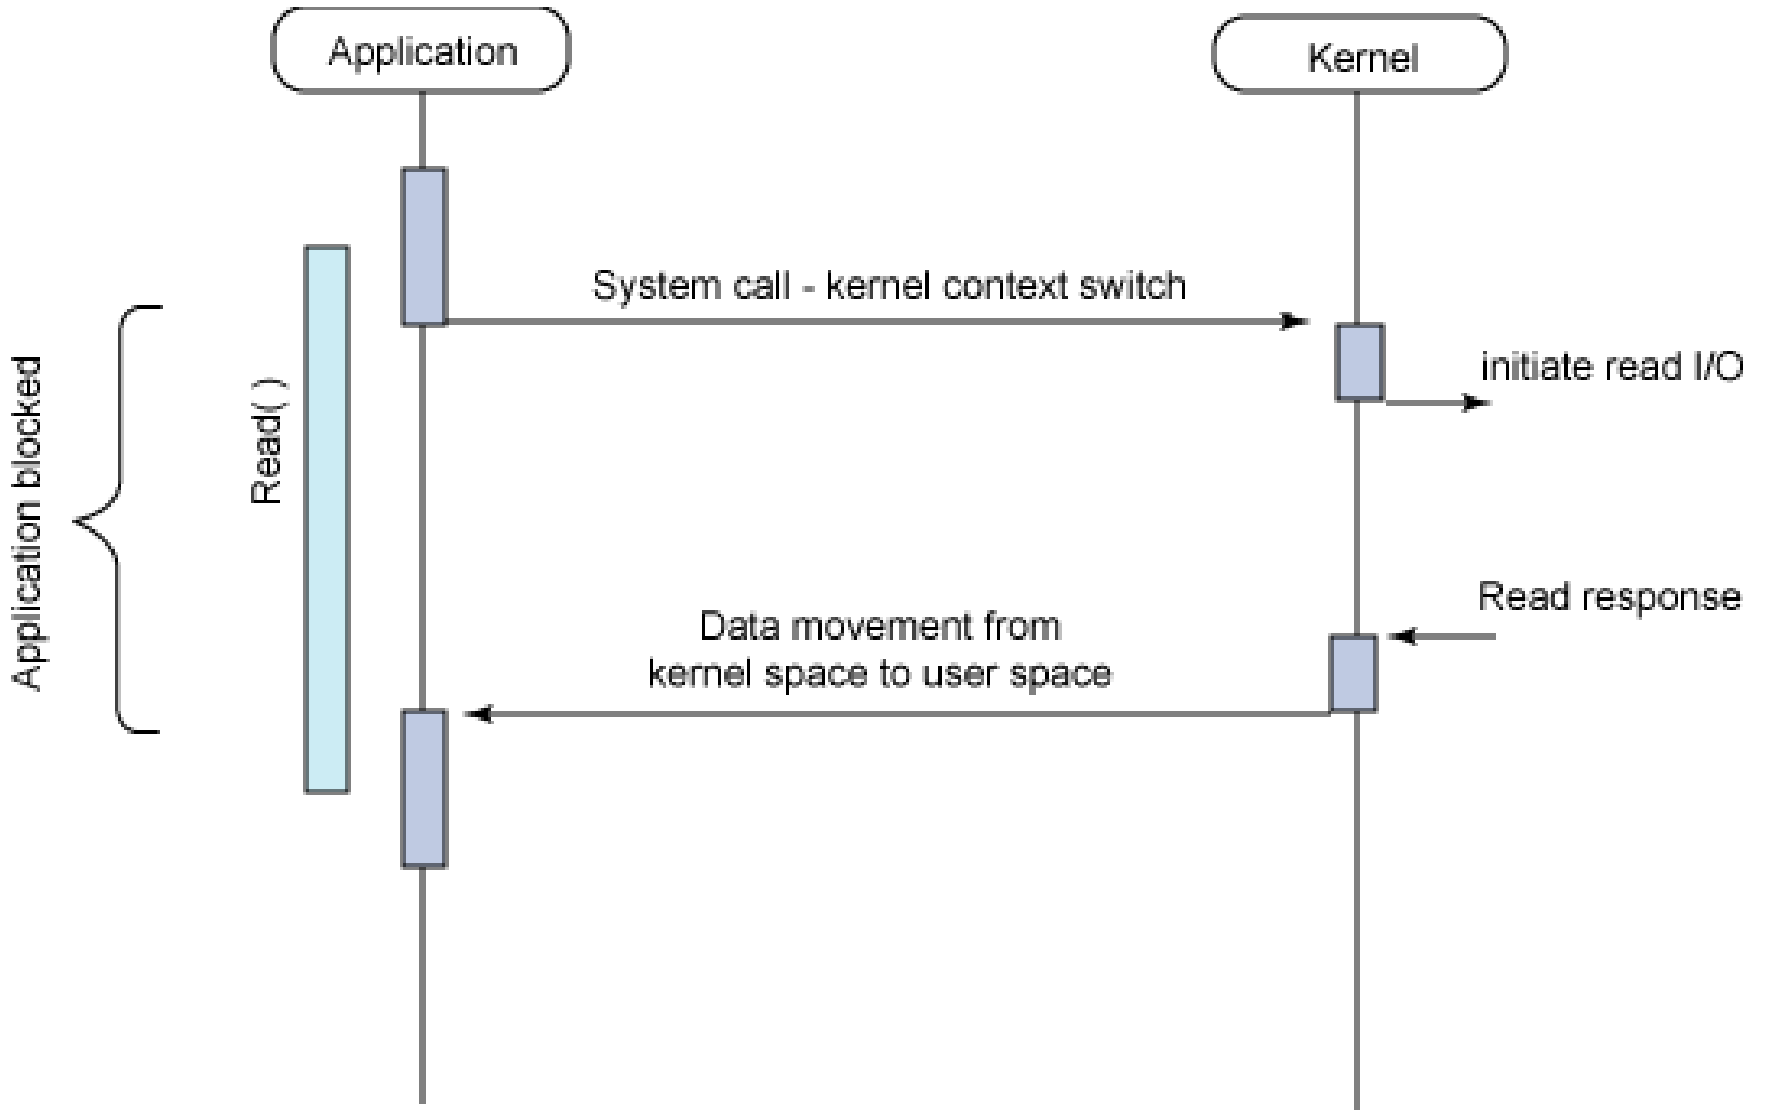 Application
Kernel
System call - kernel context switch
initiate read I/O
Application blocked
Read( )
Read response
Data movement from
kernel space to user space